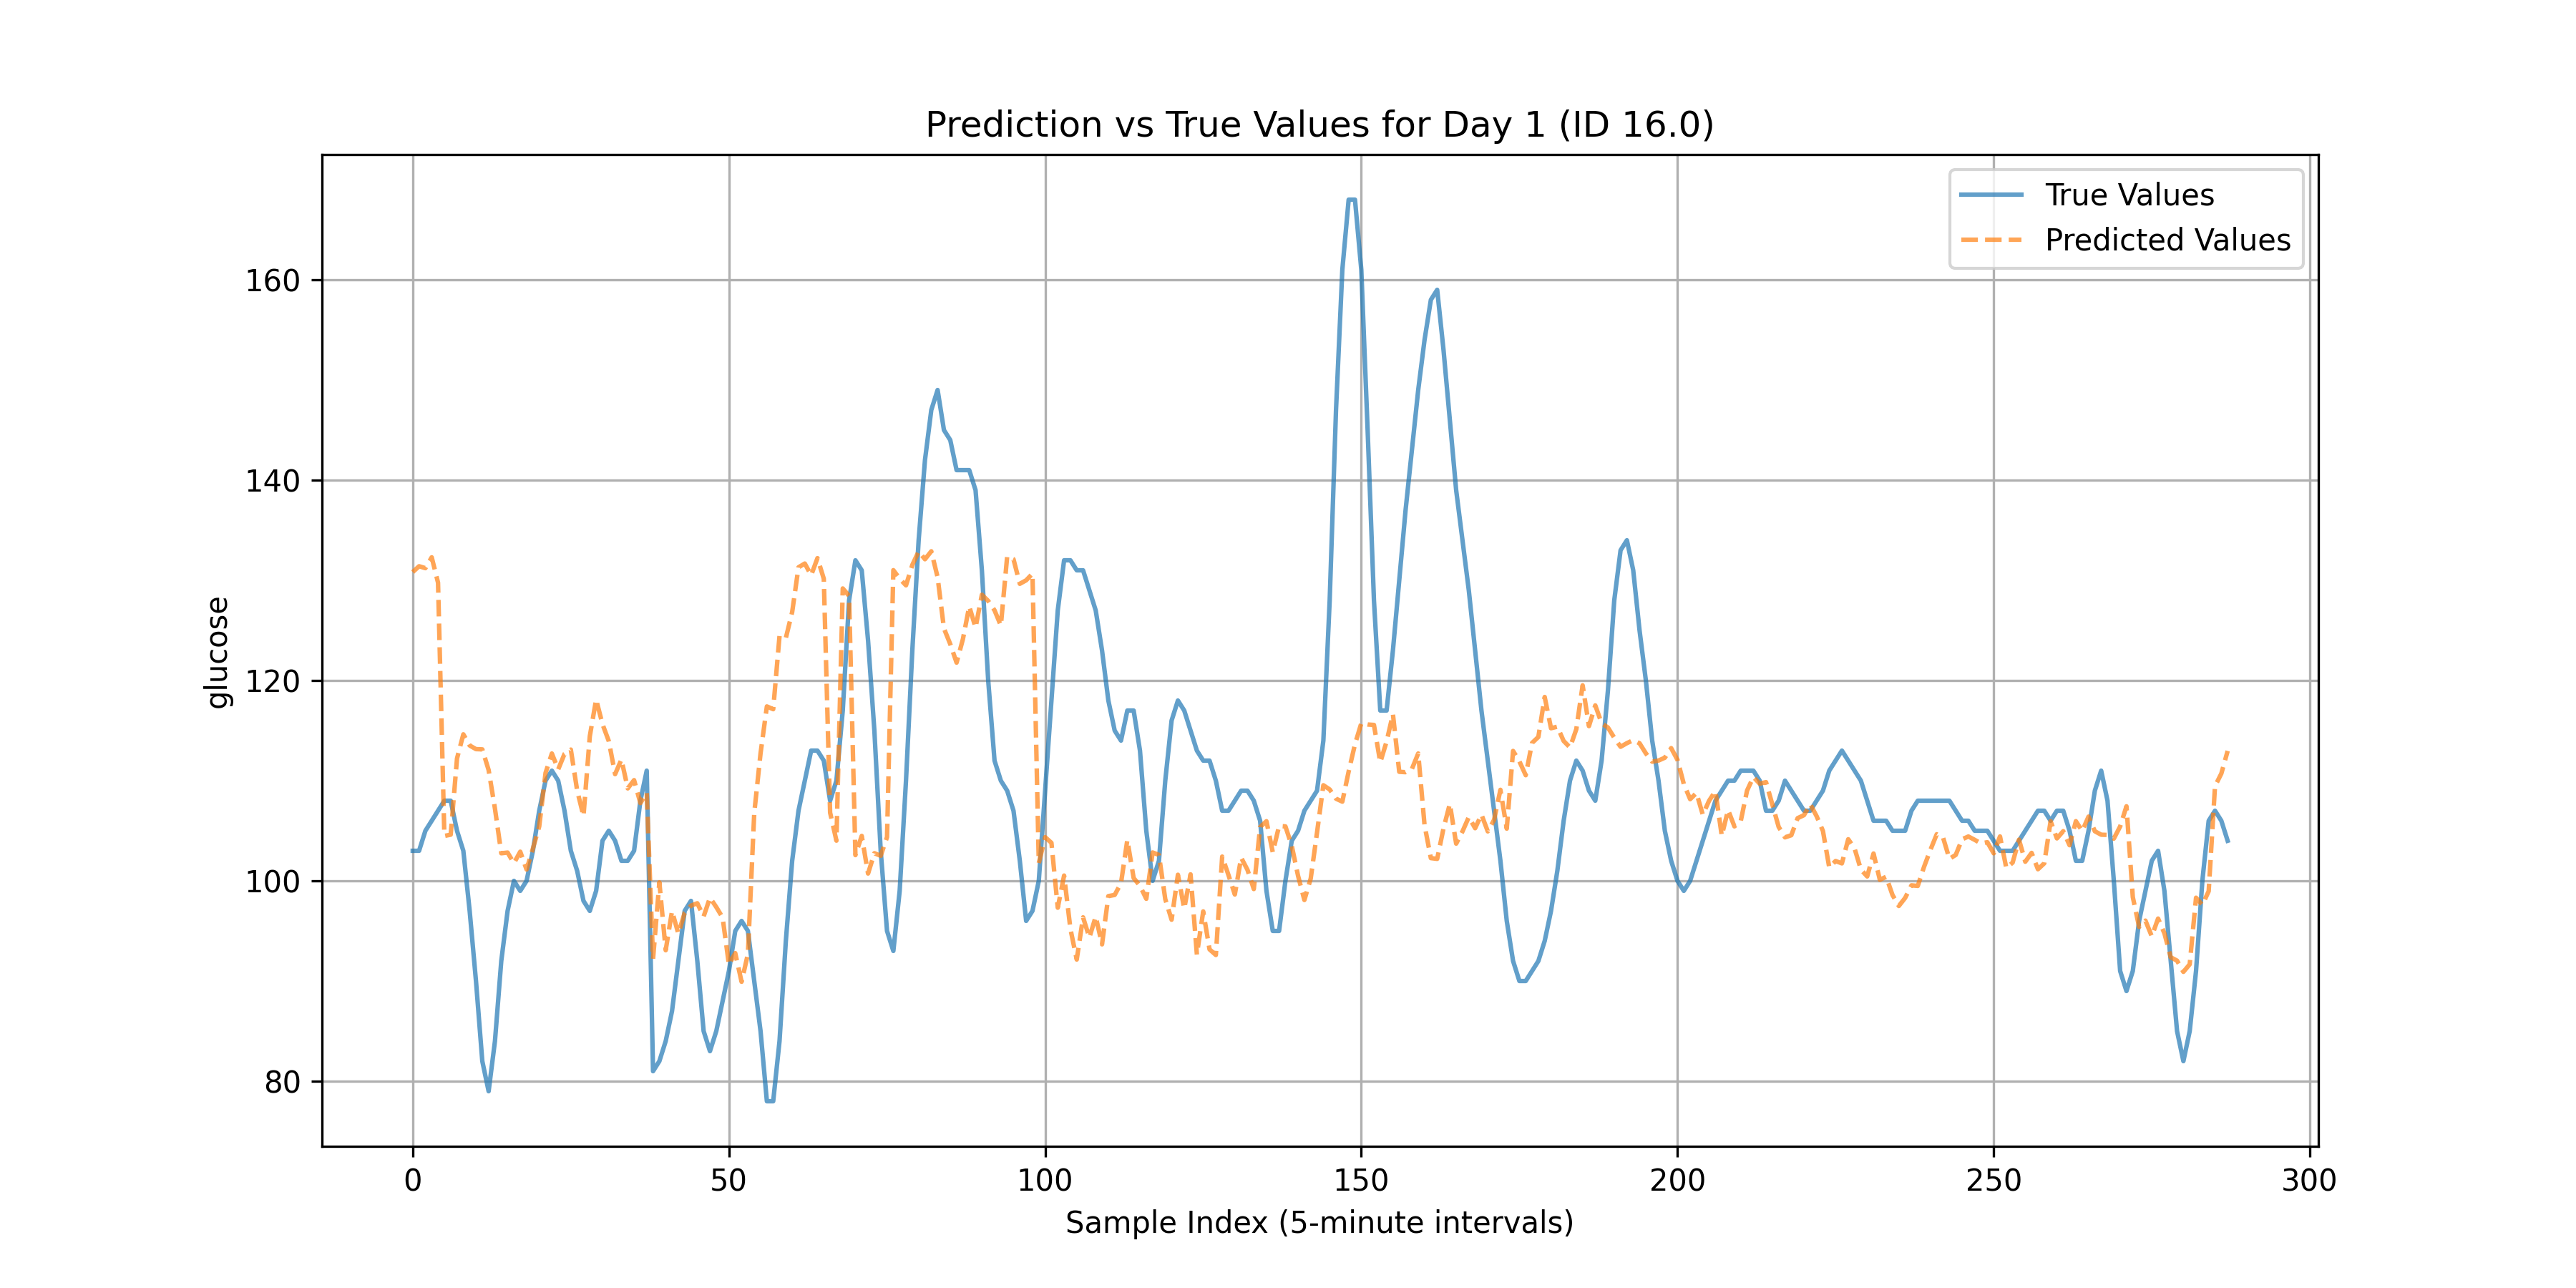 Prediction vs True Values for Day 1 (ID 16.0)
True Values
Predicted Values
glucose
160
140
120
100
80
0 50 100 150 200 250 300
Sample Index (5-minute intervals)